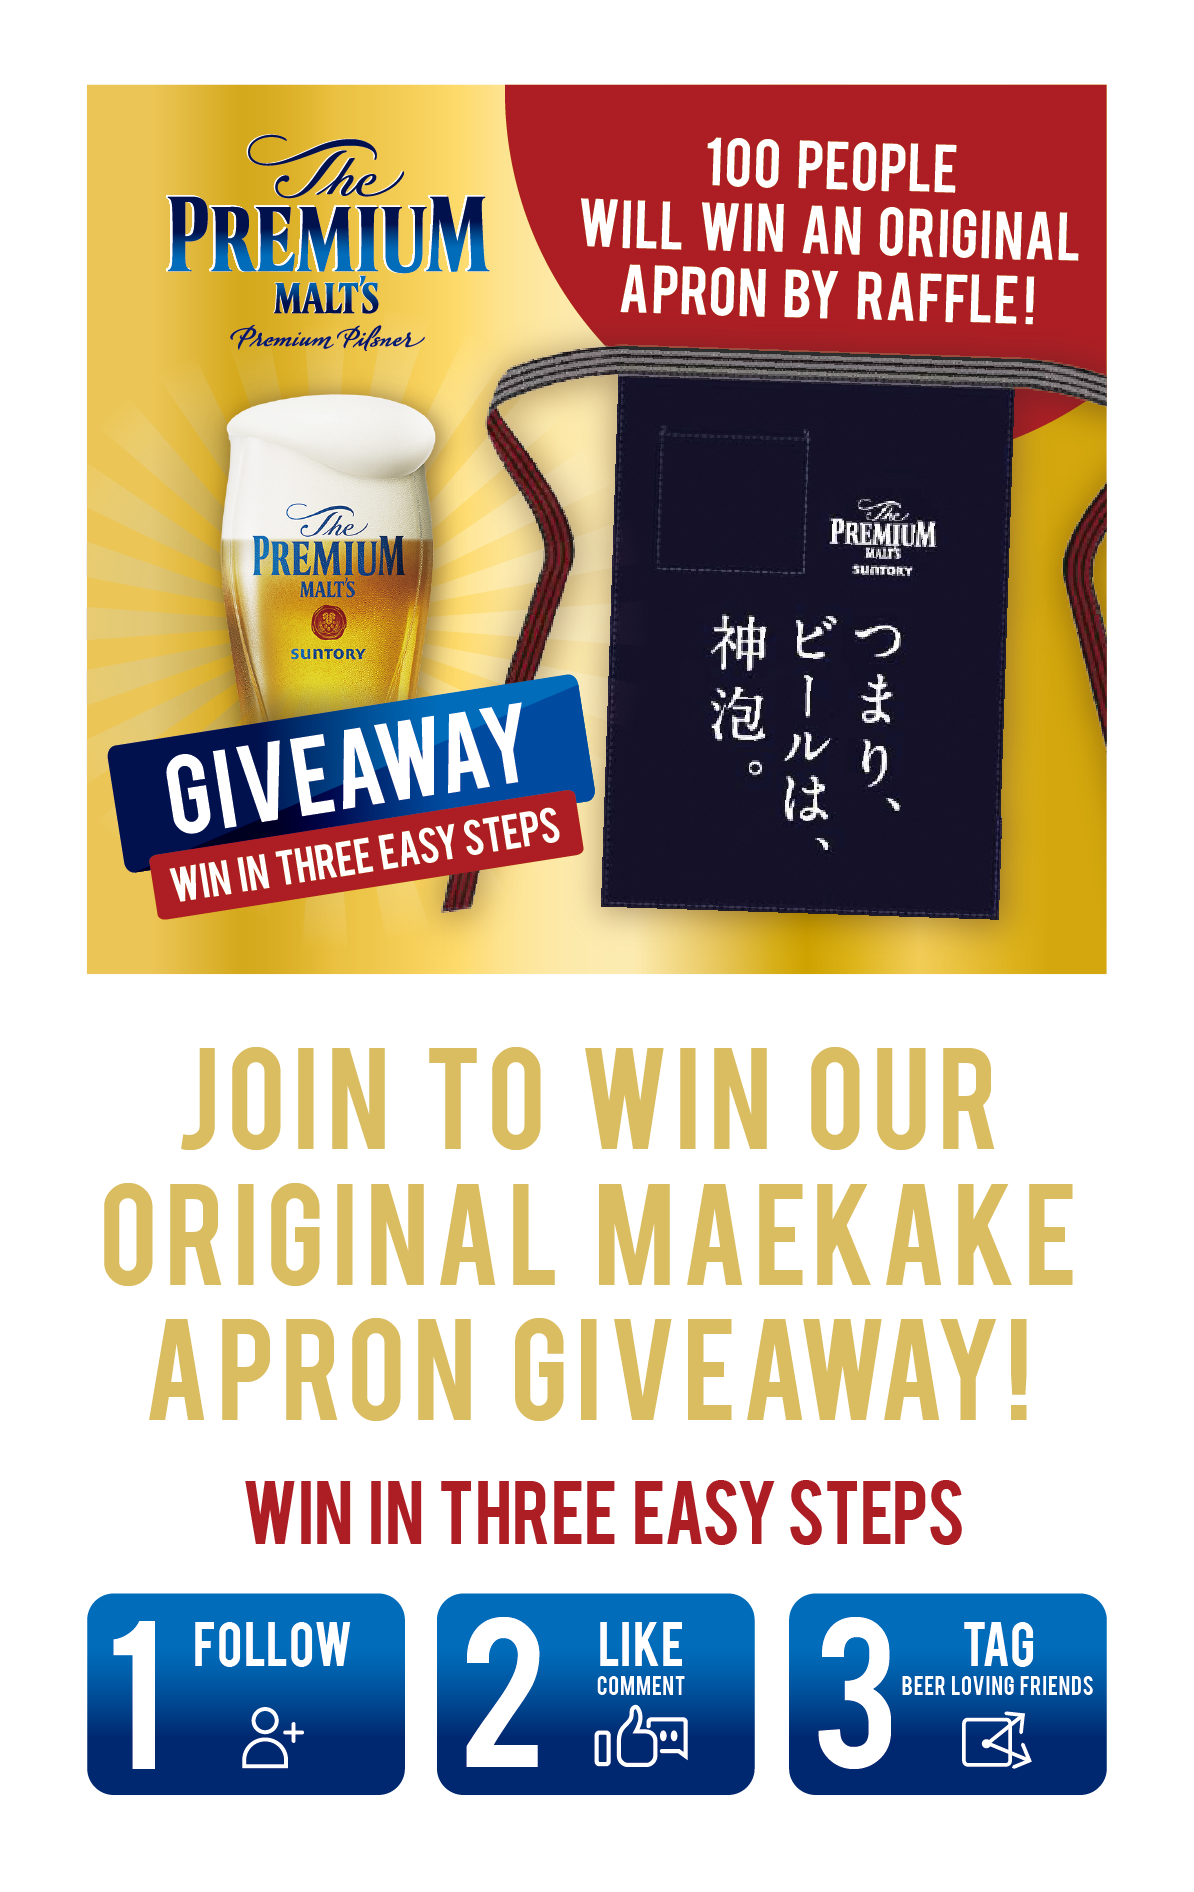 The
PREMIUM
MALT'S
Premium Pilsner
100 PEOPLE
WILL WIN AN ORIGINAL
APRON BY RAFFLE!
The
PREMIUM
MALT'S
SUNTORY
The
PREMIUM
MALT'S
SUNTORY
つまり、
ビールは、
神泡。
GIVEAWAY
WIN IN THREE EASY STEPS
JOIN TO WIN OUR
ORIGINAL MAEKAKE
APRON GIVEAWAY!
WIN IN THREE EASY STEPS
1 FOLLOW
2 LIKE
COMMENT
3 TAG
BEER LOVING FRIENDS